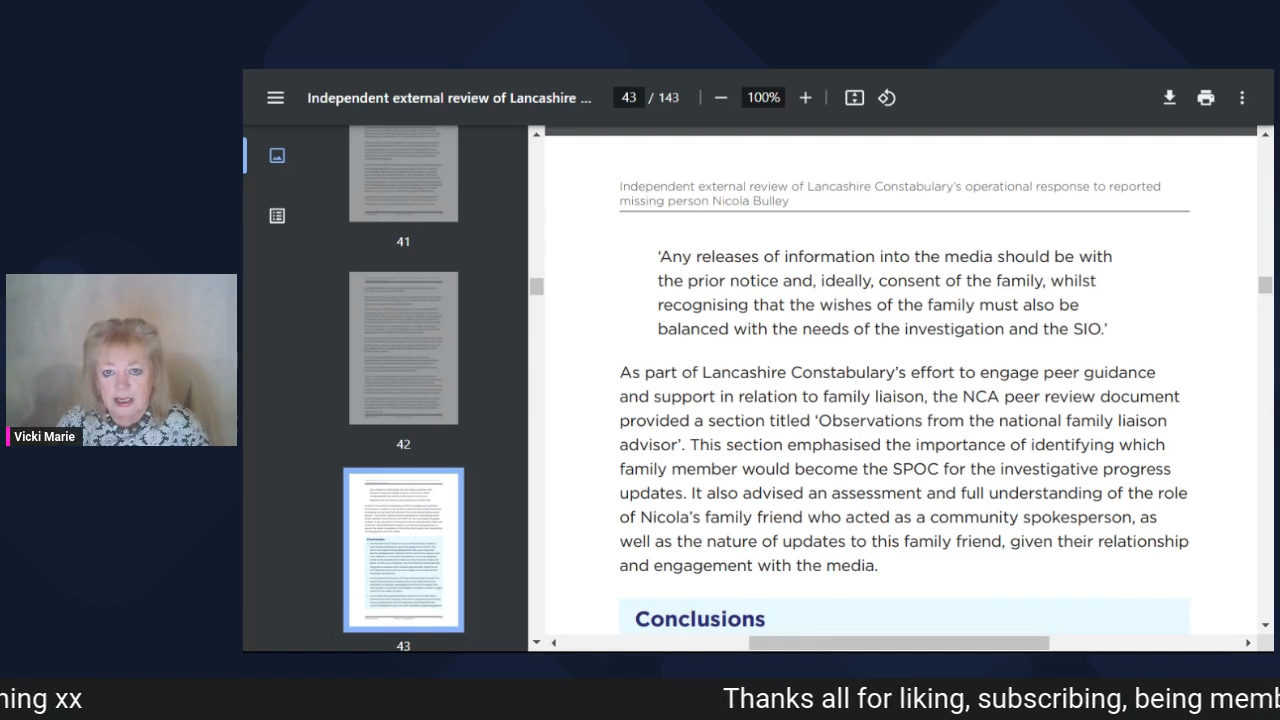 Independent external review of Lancashire ...
43 / 143
100%
41
42
43
Independent external review of Lancashire Constabulary's operational response to reported
missing person Nicola Bulley
‘Any releases of information into the media should be with
the prior notice and, ideally, consent of the family, whilst
recognising that the wishes of the family must also be
balanced with the needs of the investigation and the SIO.’
As part of Lancashire Constabulary's effort to engage peer guidance
and support in relation to family liaison, the NCA peer review document
provided a section titled ‘Observations from the national family liaison
advisor’. This section emphasised the importance of identifying which
family member would become the SPOC for the investigative progress
updates. It also advised an assessment and full understanding of the role
of the family friend who acted as a community spokesperson, as
well as the nature of updates to this family friend, given their relationship
and engagement with the media.
Conclusions
Vicki Marie
ning xx
Thanks all for liking, subscribing, being memb